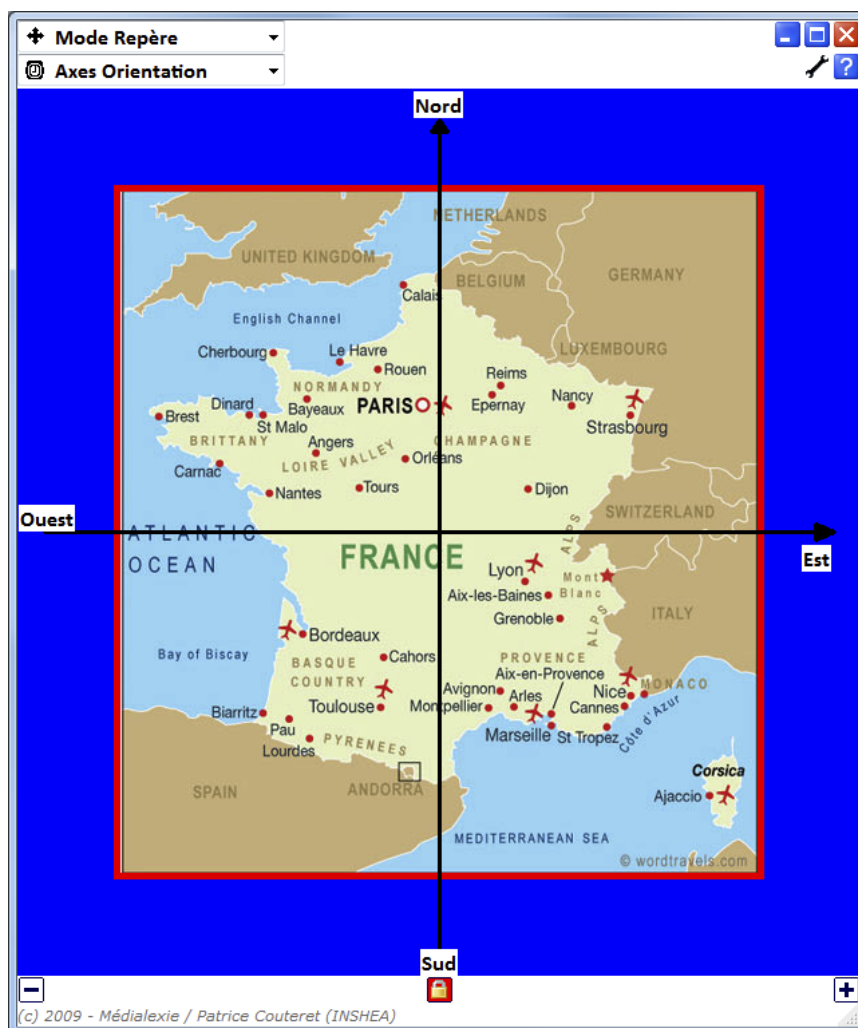 Mode Repère
Axes Orientation
Nord
NETHERLANDS
UNITED KINGDOM
BELGIUM
GERMANY
Calais
English Channel
LUXEMBOURG
Cherbourg
Le Havre
Rouen
Reims
NORMANDY
Epernay
Nancy
Dinard
Bayeaux
PARIS
Brest
St Malo
Strasbourg
BRITTANY
Angers
CHAMPAGNE
LOIRE VALLEY
Orléans
Carnac
Nantes
Tours
Dijon
SWITZERLAND
Ouest
ALPS
ATLANTIC
OCEAN
FRANCE
Est
Lyon
Mont
Blanc
Aix-les-Baines
Grenoble
ALPS
ITALY
Bordeaux
Bay of Biscay
BASQUE
COUNTRY
Cahors
PROVENCE
Aix-en-Provence
Avignon
Arles
Nice
MONACO
Toulouse
Montpellier
Cannes
Biarritz
Pau
Marseille
St Tropez
Côte d'Azur
Lourdes
PYRENEES
Corsica
SPAIN
ANDORRA
Ajaccio
MEDITERRANEAN SEA
© wordtravels.com
Sud
(c) 2009 - Médialexie / Patrice Couteret (INSHEA)